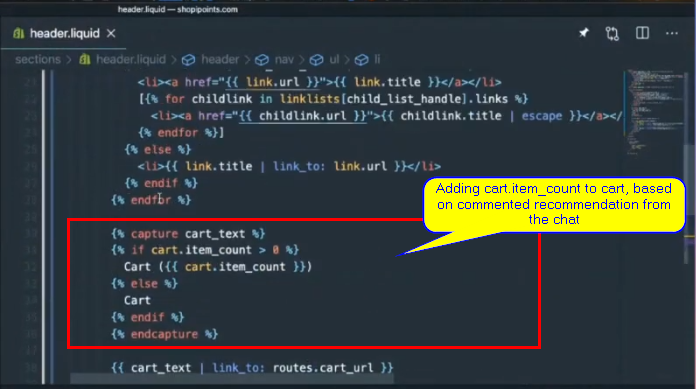 header.liquid — shopipoints.com
header.liquid ×
sections > header.liquid > header > nav > ul > li
<li><a href="{{ link.url }}">{{ link.title }}</a></li>
[{% for childlink in linklists[child_list_handle].links %}
<li><a href="{{ childlink.url }}">{{ childlink.title | escape }}</a></
{% endfor %}]
{% else %}
<li>{{ link.title | link_to: link.url }}</li>
{% endif %}
{% endfor %}
Adding cart.item_count to cart, based
on commented recommendation from
the chat
{% capture cart_text %}
{% if cart.item_count > 0 %}
Cart ({{ cart.item_count }})
{% else %}
Cart
{% endif %}
{% endcapture %}
{{ cart_text | link_to: routes.cart_url }}